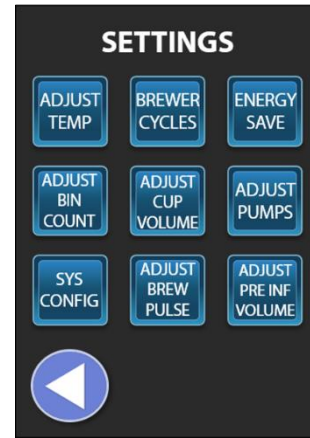 SETTINGS
ADJUST
TEMP
BREWER
CYCLES
ENERGY
SAVE
ADJUST
BIN
COUNT
ADJUST
CUP
VOLUME
ADJUST
PUMPS
SYS
CONFIG
ADJUST
BREW
PULSE
ADJUST
PRE INF
VOLUME